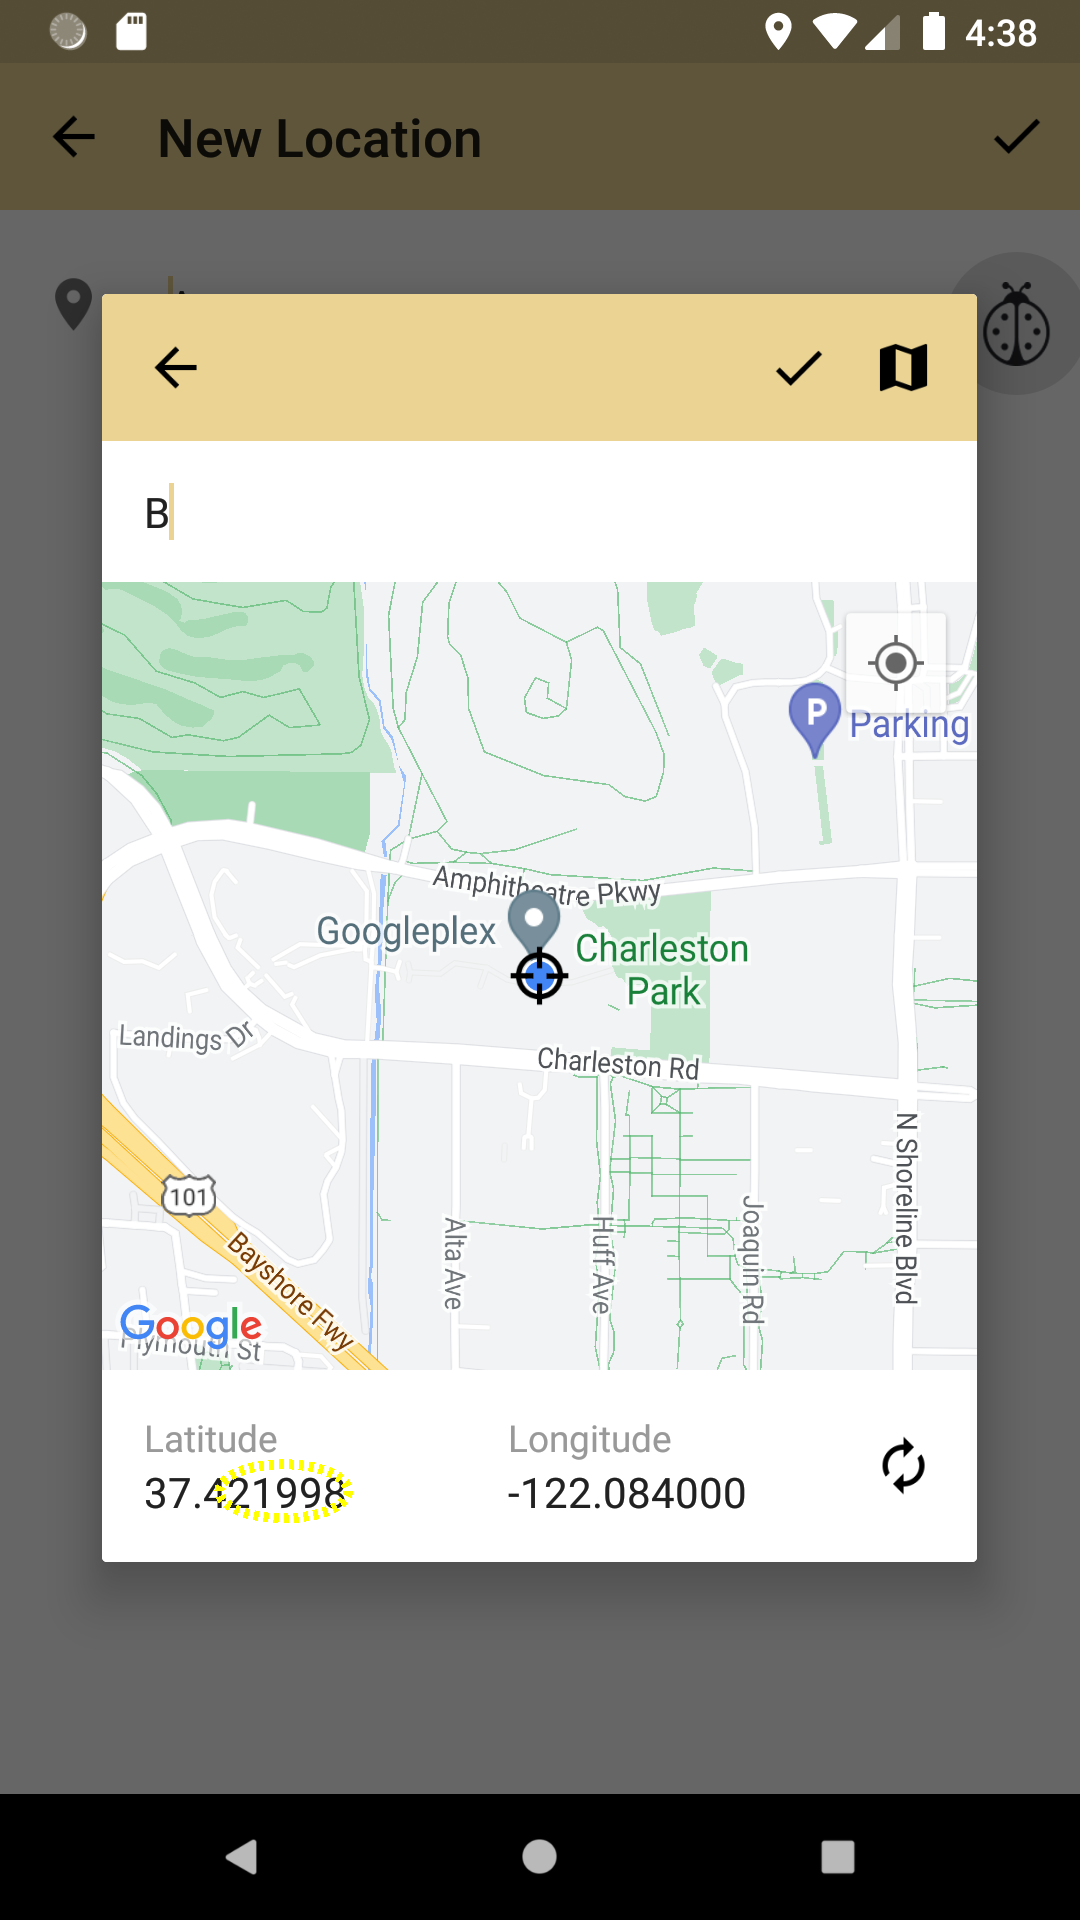 4:38
New Location
B
P Parking
Amphitheatre Pkwy
Googleplex
Charleston
Park
Landings Dr
Charleston Rd
101
Bayshore Fwy
Alta Ave
Huff Ave
Joaquin Rd
N Shoreline Blvd
Google
Plymouth St
Latitude
Longitude
37.421998
-122.084000